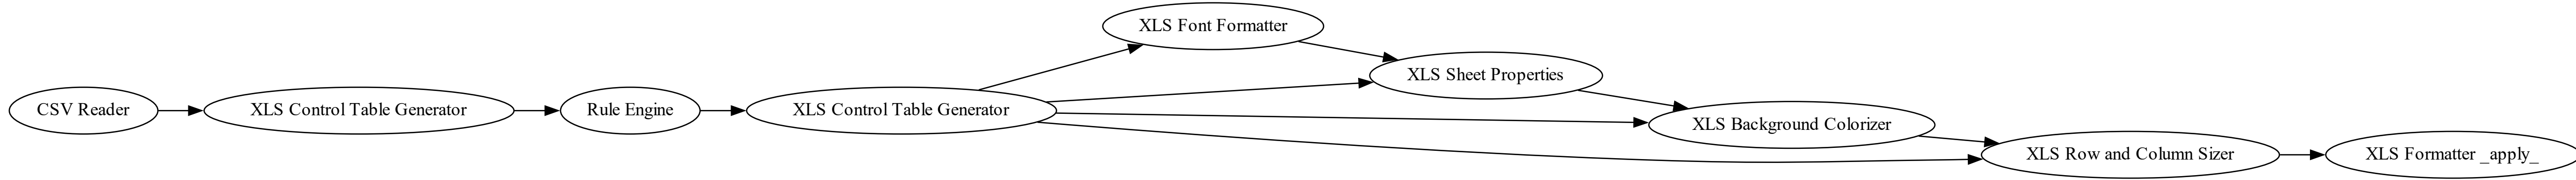 CSV Reader
XLS Control Table Generator
Rule Engine
XLS Control Table Generator
XLS Font Formatter
XLS Sheet Properties
XLS Background Colorizer
XLS Row and Column Sizer
XLS Formatter _apply_